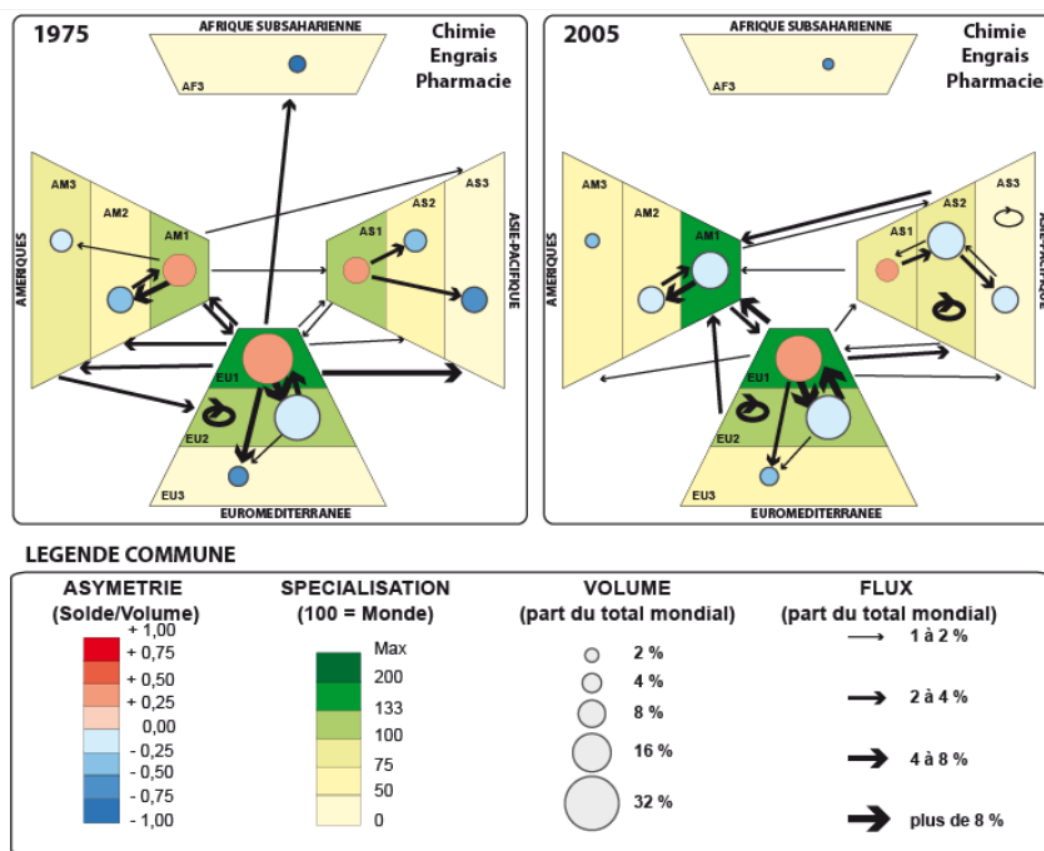 1975
AFRIQUE SUBSAHARIENNE
Chimie
Engrais
Pharmacie
AF3
AM3
AM2
AM1
AS1
AS2
AS3
AMERIQUES
ASIE-PACIFIQUE
EU1
EU2
EU3
EUROMEDITERRANEE
2005
AFRIQUE SUBSAHARIENNE
Chimie
Engrais
Pharmacie
AF3
AM3
AM2
AM1
AS1
AS2
AS3
AMERIQUES
ASIE-PACIFIQUE
EU1
EU2
EU3
EUROMEDITERRANEE
LEGENDE COMMUNE
ASYMETRIE
(Solde/Volume)
+ 1,00
+ 0,75
+ 0,50
+ 0,25
0,00
- 0,25
- 0,50
- 0,75
- 1,00
SPECIALISATION
(100 = Monde)
Max
200
133
100
75
50
0
VOLUME
(part du total mondial)
2 %
4 %
8 %
16 %
32 %
FLUX
(part du total mondial)
1 à 2 %
2 à 4 %
4 à 8 %
plus de 8 %